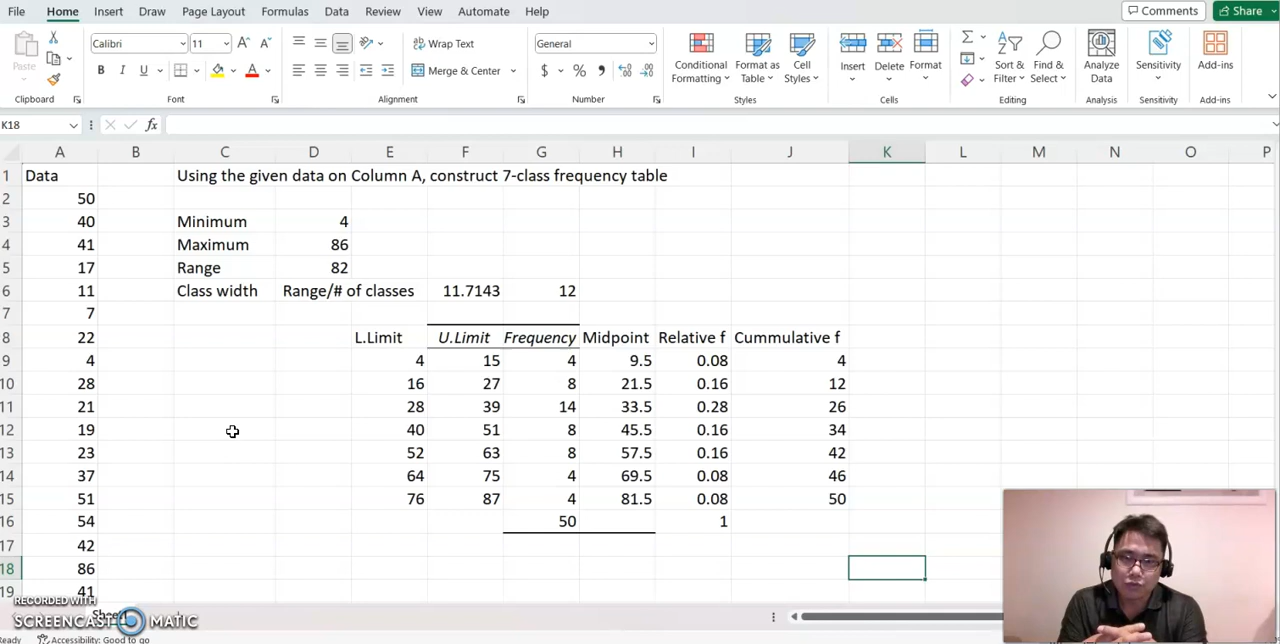 File Home Insert Draw Page Layout Formulas Data Review View Automate Help Comments Share
Calibri 11 Wrap Text General
Paste Conditional Formatting Format as Table Cell Styles Insert Delete Format Sort & Filter Find & Select Analyze Data Sensitivity Add-ins
B I U Merge & Center $ % 9
Clipboard Font Alignment Number Styles Cells Editing Analysis Sensitivity Add-ins
K18 fx
A B C D E F G H I J K L M N O P
1 Data Using the given data on Column A, construct 7-class frequency table
2 50
3 40 Minimum 4
4 41 Maximum 86
5 17 Range 82
6 11 Class width Range/# of classes 11.7143 12
7 7
8 22 L.Limit U.Limit Frequency Midpoint Relative f Cummulative f
9 4 4 15 4 9.5 0.08 4
10 28 16 27 8 21.5 0.16 12
11 21 28 39 14 33.5 0.28 26
12 19 40 51 8 45.5 0.16 34
13 23 52 63 8 57.5 0.16 42
14 37 64 75 4 69.5 0.08 46
15 51 76 87 4 81.5 0.08 50
16 54 50 1
17 42
18 86
19 41
RECORDED WITH
SCREENCAST MATIC
Ready Accessibility: Good to go